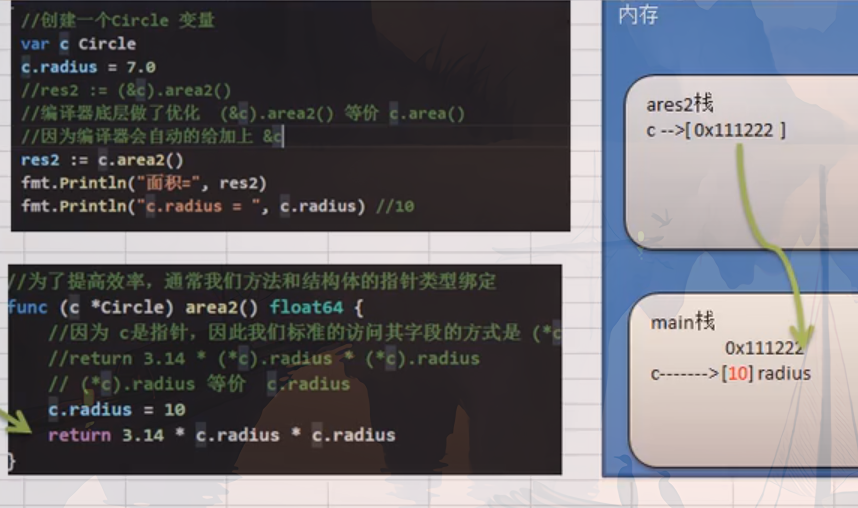 //创建一个Circle 变量
var c Circle
c.radius = 7.0
//res2 := (&c).area2()
//编译器底层做了优化 (&c).area2() 等价 c.area()
//因为编译器会自动的给加上 &c
res2 := c.area2()
fmt.Println("面积=", res2)
fmt.Println("c.radius = ", c.radius) //10
//为了提高效率，通常我们方法和结构体的指针类型绑定
func (c *Circle) area2() float64 {
//因为 c是指针，因此我们标准的访问其字段的方式是 (*c
//return 3.14 * (*c).radius * (*c).radius
// (*c).radius 等价 c.radius
c.radius = 10
return 3.14 * c.radius * c.radius
}
内存
ares2栈
c -->[ 0x111222 ]
main栈
0x111222
c------->[10] radius